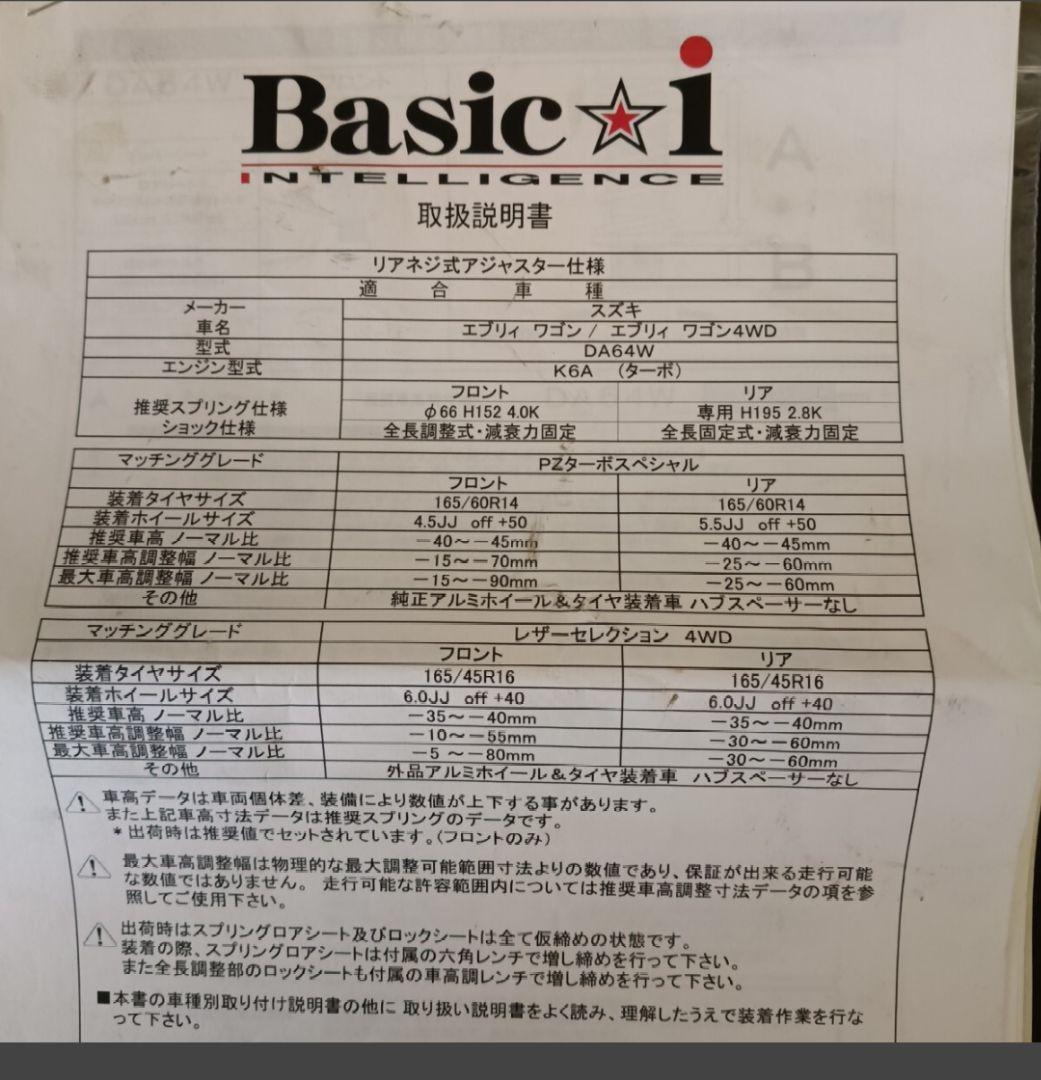 Basic☆i
INTELLIGENCE
取扱説明書
リアネジ式アジャスター仕様
適 合 車 種
メーカー スズキ
車名 エブリィ ワゴン / エブリィ ワゴン4WD
型式 DA64W
エンジン型式 K6A （ターボ）
フロント リア
推奨スプリング仕様 φ66 H152 4.0K 専用 H195 2.8K
ショック仕様 全長調整式・減衰力固定 全長固定式・減衰力固定
マッチンググレード PZターボスペシャル
フロント リア
装着タイヤサイズ 165/60R14 165/60R14
装着ホイールサイズ 4.5JJ off +50 5.5JJ off +50
推奨車高 ノーマル比 －40～－45mm －40～－45mm
推奨車高調整幅 ノーマル比 －15～－70mm －25～－60mm
最大車高調整幅 ノーマル比 －15～－90mm －25～－60mm
その他 純正アルミホイール＆タイヤ装着車 ハブスペーサーなし
マッチンググレード レザーセレクション 4WD
フロント リア
装着タイヤサイズ 165/45R16 165/45R16
装着ホイールサイズ 6.0JJ off +40 6.0JJ off +40
推奨車高 ノーマル比 －35～－40mm －35～－40mm
推奨車高調整幅 ノーマル比 －10～－55mm －30～－60mm
最大車高調整幅 ノーマル比 －5 ～－80mm －30～－60mm
その他 外品アルミホイール＆タイヤ装着車 ハブスペーサーなし
車高データは車両個体差、装備により数値が上下する事があります。
また上記車高寸法データは推奨スプリングのデータです。
＊出荷時は推奨値でセットされています。（フロントのみ）
最大車高調整幅は物理的な最大調整可能範囲寸法よりの数値であり、保証が出来る走行可能
な数値ではありません。 走行可能な許容範囲内については推奨車高調整寸法データの項を参
照してご使用下さい。
出荷時はスプリングロアシート及びロックシートは全て仮締めの状態です。
装着の際、スプリングロアシートは付属の六角レンチで増し締めを行って下さい。
また全長調整部のロックシートも付属の車高調レンチで増し締めを行って下さい。
■本書の車種別取り付け説明書の他に 取り扱い説明書をよく読み、理解したうえで装着作業を行な
って下さい。